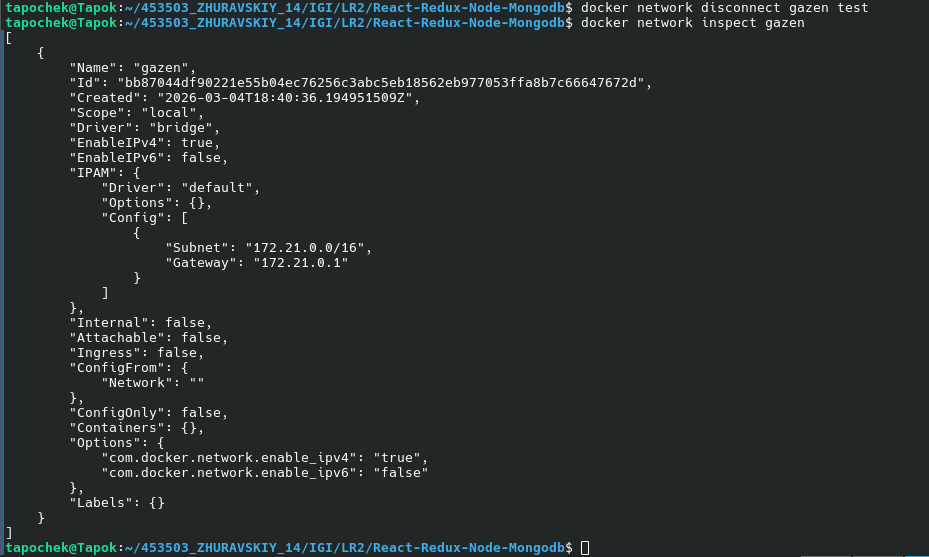 tapochek@Tapok:~/453503_ZHURAVSKIY_14/IGI/LR2/React-Redux-Node-Mongodb$ docker network disconnect gazen test
tapochek@Tapok:~/453503_ZHURAVSKIY_14/IGI/LR2/React-Redux-Node-Mongodb$ docker network inspect gazen
[
    {
        "Name": "gazen",
        "Id": "bb87044df90221e55b04ec76256c3abc5eb18562eb977053ffa8b7c66647672d",
        "Created": "2026-03-04T18:40:36.194951509Z",
        "Scope": "local",
        "Driver": "bridge",
        "EnableIPv4": true,
        "EnableIPv6": false,
        "IPAM": {
            "Driver": "default",
            "Options": {},
            "Config": [
                {
                    "Subnet": "172.21.0.0/16",
                    "Gateway": "172.21.0.1"
                }
            ]
        },
        "Internal": false,
        "Attachable": false,
        "Ingress": false,
        "ConfigFrom": {
            "Network": ""
        },
        "ConfigOnly": false,
        "Containers": {},
        "Options": {
            "com.docker.network.enable_ipv4": "true",
            "com.docker.network.enable_ipv6": "false"
        },
        "Labels": {}
    }
]
tapochek@Tapok:~/453503_ZHURAVSKIY_14/IGI/LR2/React-Redux-Node-Mongodb$